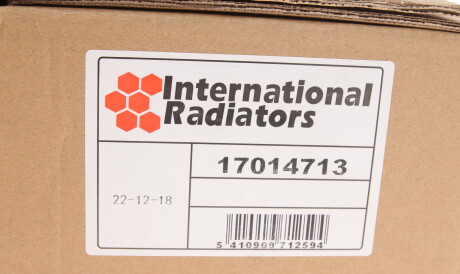 International
Radiators
17014713
22-12-18
5 410909 712594